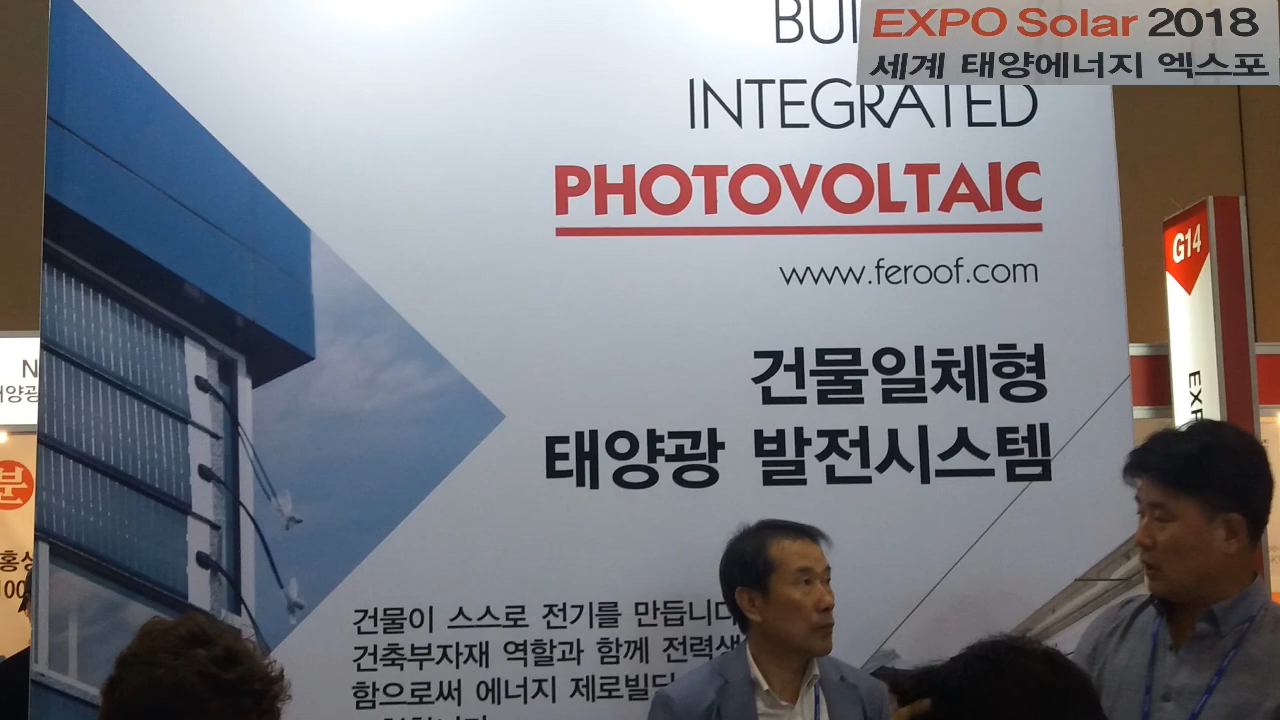 EXPO Solar 2018
세계 태양에너지 엑스포
INTEGRATED
PHOTOVOLTAIC
www.feroof.com
건물일체형
태양광 발전시스템
건물이 스스로 전기를 만듭니다
건축부자재 역할과 함께 전력생
함으로써 에너지 제로빌딩
G14